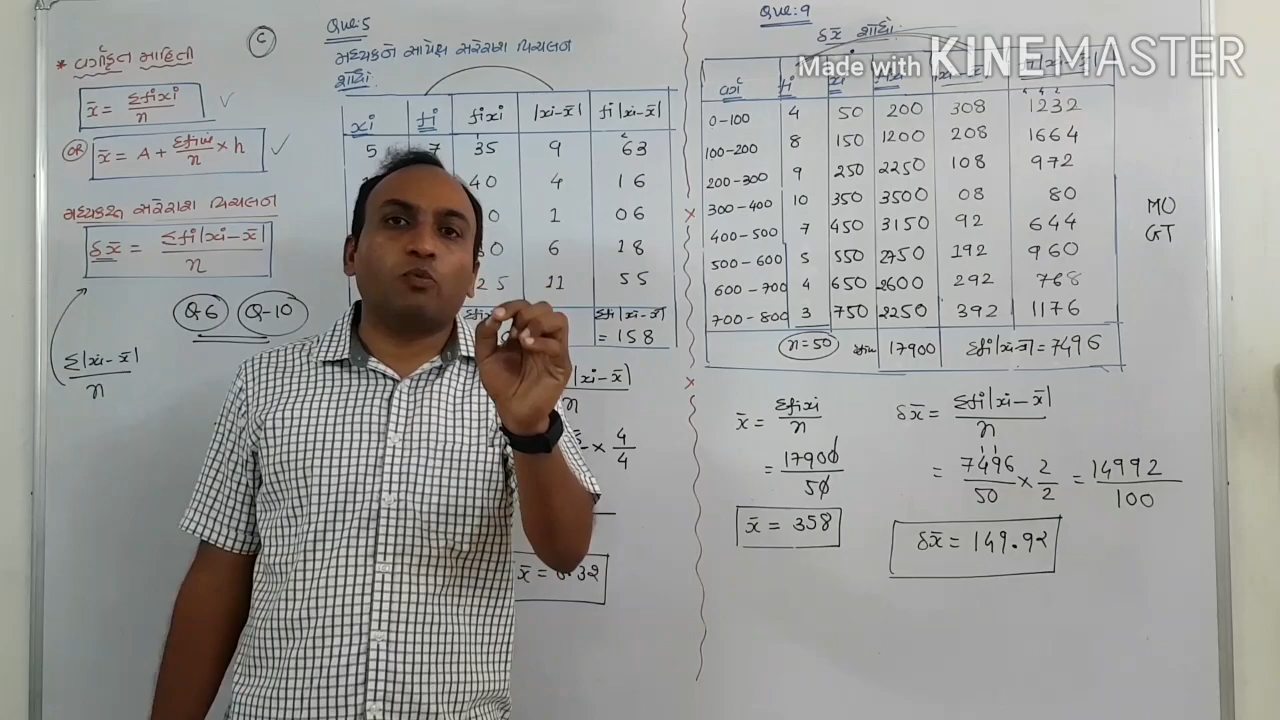 * વર્ગીકૃત માહિતી
x̄ = Σfixi / n ✓
OR x̄ = A + Σfiui / n × h ✓
સરેરાશ વિચલન
δx̄ = Σfi|xi - x̄| / n
Q-6 Q-10
Σ|xi - x̄| / n
C
Que:5
મધ્યકને સાપેક્ષ સરેરાશ વિચલન
શોધો:
xi fi fixi |xi-x̄| fi|xi-x̄|
5 7 35 9 63
40 4 16
1 06
6 18
25 11 55
Σfi|xi-x̄|
= 158
|xi-x̄|
n
× 4/4
Que:9
δx̄ શોધો:
Made with KINEMASTER
વર્ગ fi xi
0-100 4 50 200 308 1232
100-200 8 150 1200 208 1664
200-300 9 250 2250 108 972
300-400 10 350 3500 08 80
400-500 7 450 3150 92 644
500-600 5 550 2750 192 960
600-700 4 650 2600 292 768
700-800 3 750 2250 392 1176
n=50 17900 Σfi|xi-x̄| = 7496
x̄ = Σfixi / n
= 17900 / 50
x̄ = 358
δx̄ = Σfi|xi-x̄| / n
= 7496 / 50 × 2/2 = 14992 / 100
δx̄ = 149.92
MO
GT